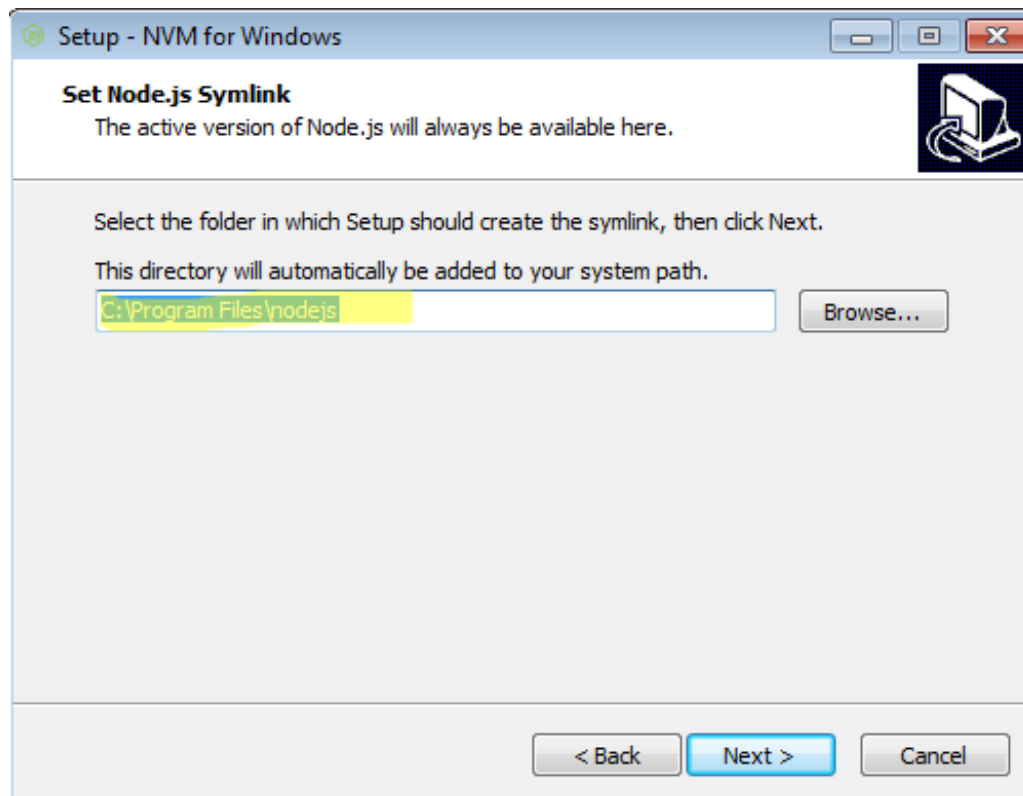 Setup - NVM for Windows
Set Node.js Symlink
The active version of Node.js will always be available here.
Select the folder in which Setup should create the symlink, then click Next.
This directory will automatically be added to your system path.
C:\Program Files\nodejs
Browse...
< Back
Next >
Cancel